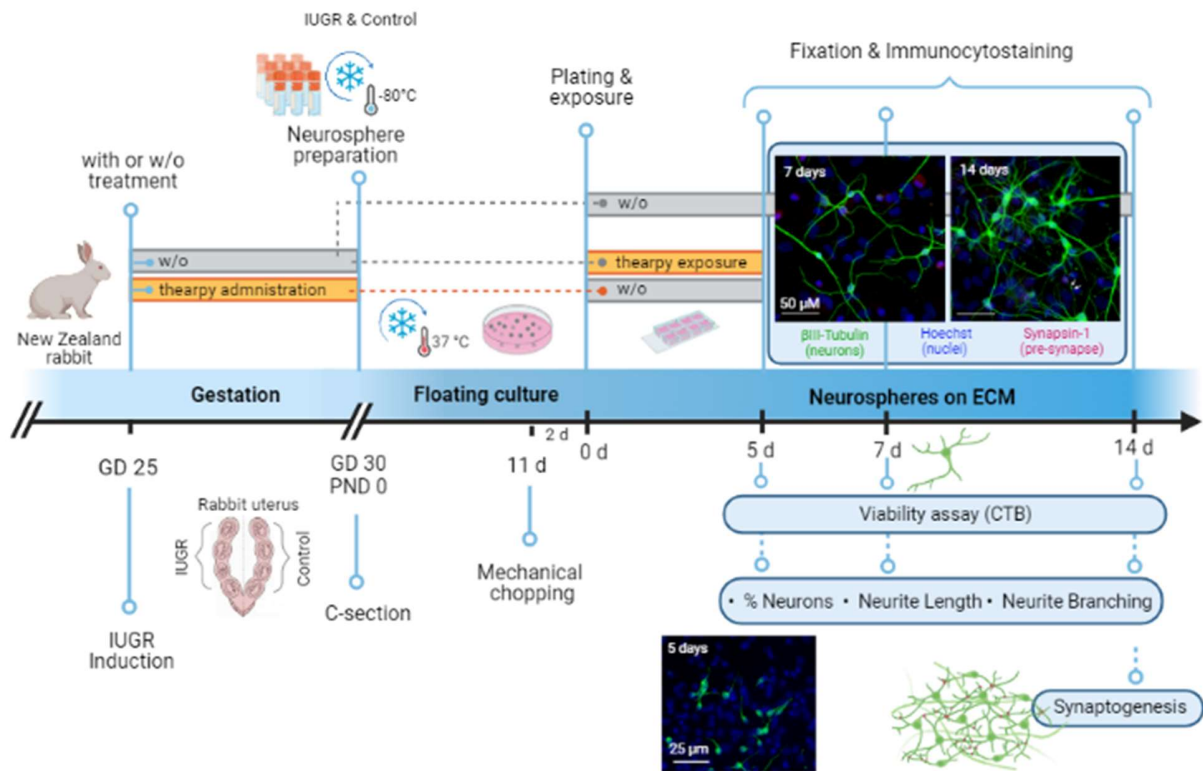 IUGR & Control
-80°C
Neurosphere
preparation
Plating &
exposure
Fixation & Immunocytostaining
with or w/o
treatment
w/o
thearpy admnistration
New Zealand
rabbit
37 °C
w/o
thearpy exposure
w/o
7 days
50 µM
14 days
βIII-Tubulin
(neurons)
Hoechst
(nuclei)
Synapsin-1
(pre-synapse)
Gestation
Floating culture
Neurospheres on ECM
GD 25
GD 30
PND 0
11 d
2 d
0 d
5 d
7 d
14 d
Rabbit uterus
IUGR
Control
IUGR
Induction
C-section
Mechanical
chopping
Viability assay (CTB)
• % Neurons • Neurite Length • Neurite Branching
5 days
25 µm
Synaptogenesis